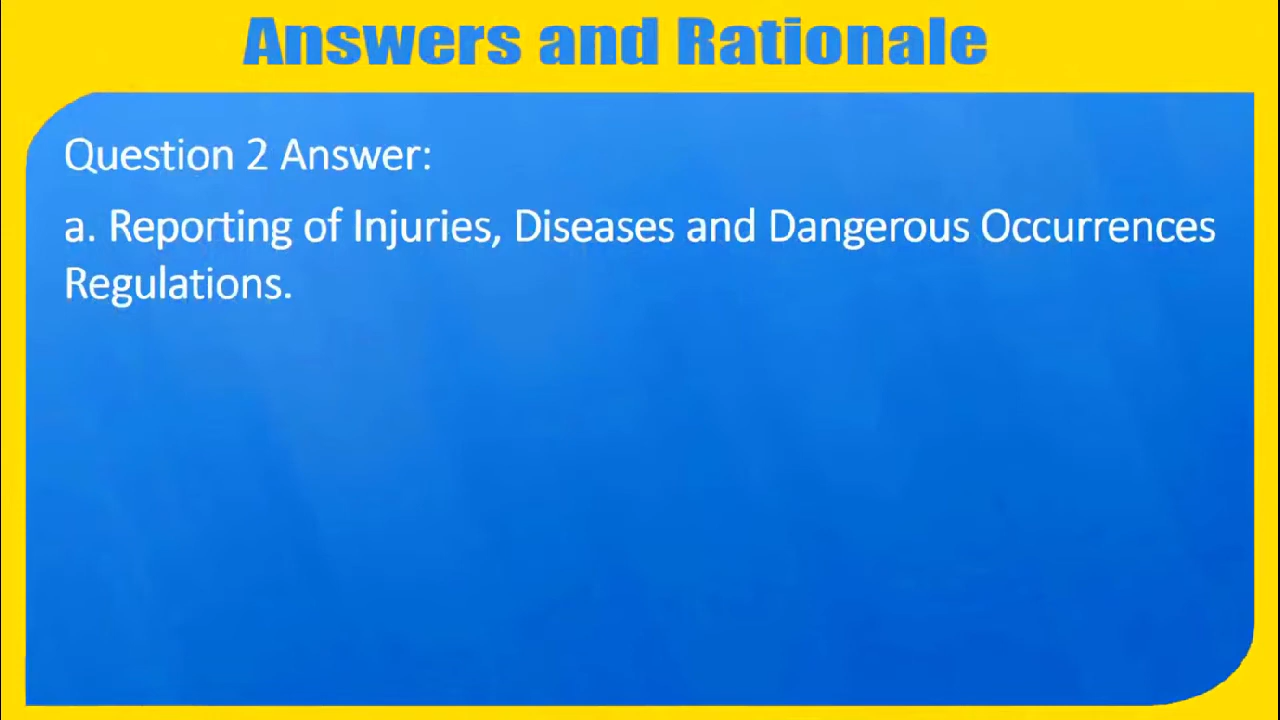 Answers and Rationale
Question 2 Answer:
a. Reporting of Injuries, Diseases and Dangerous Occurrences
Regulations.